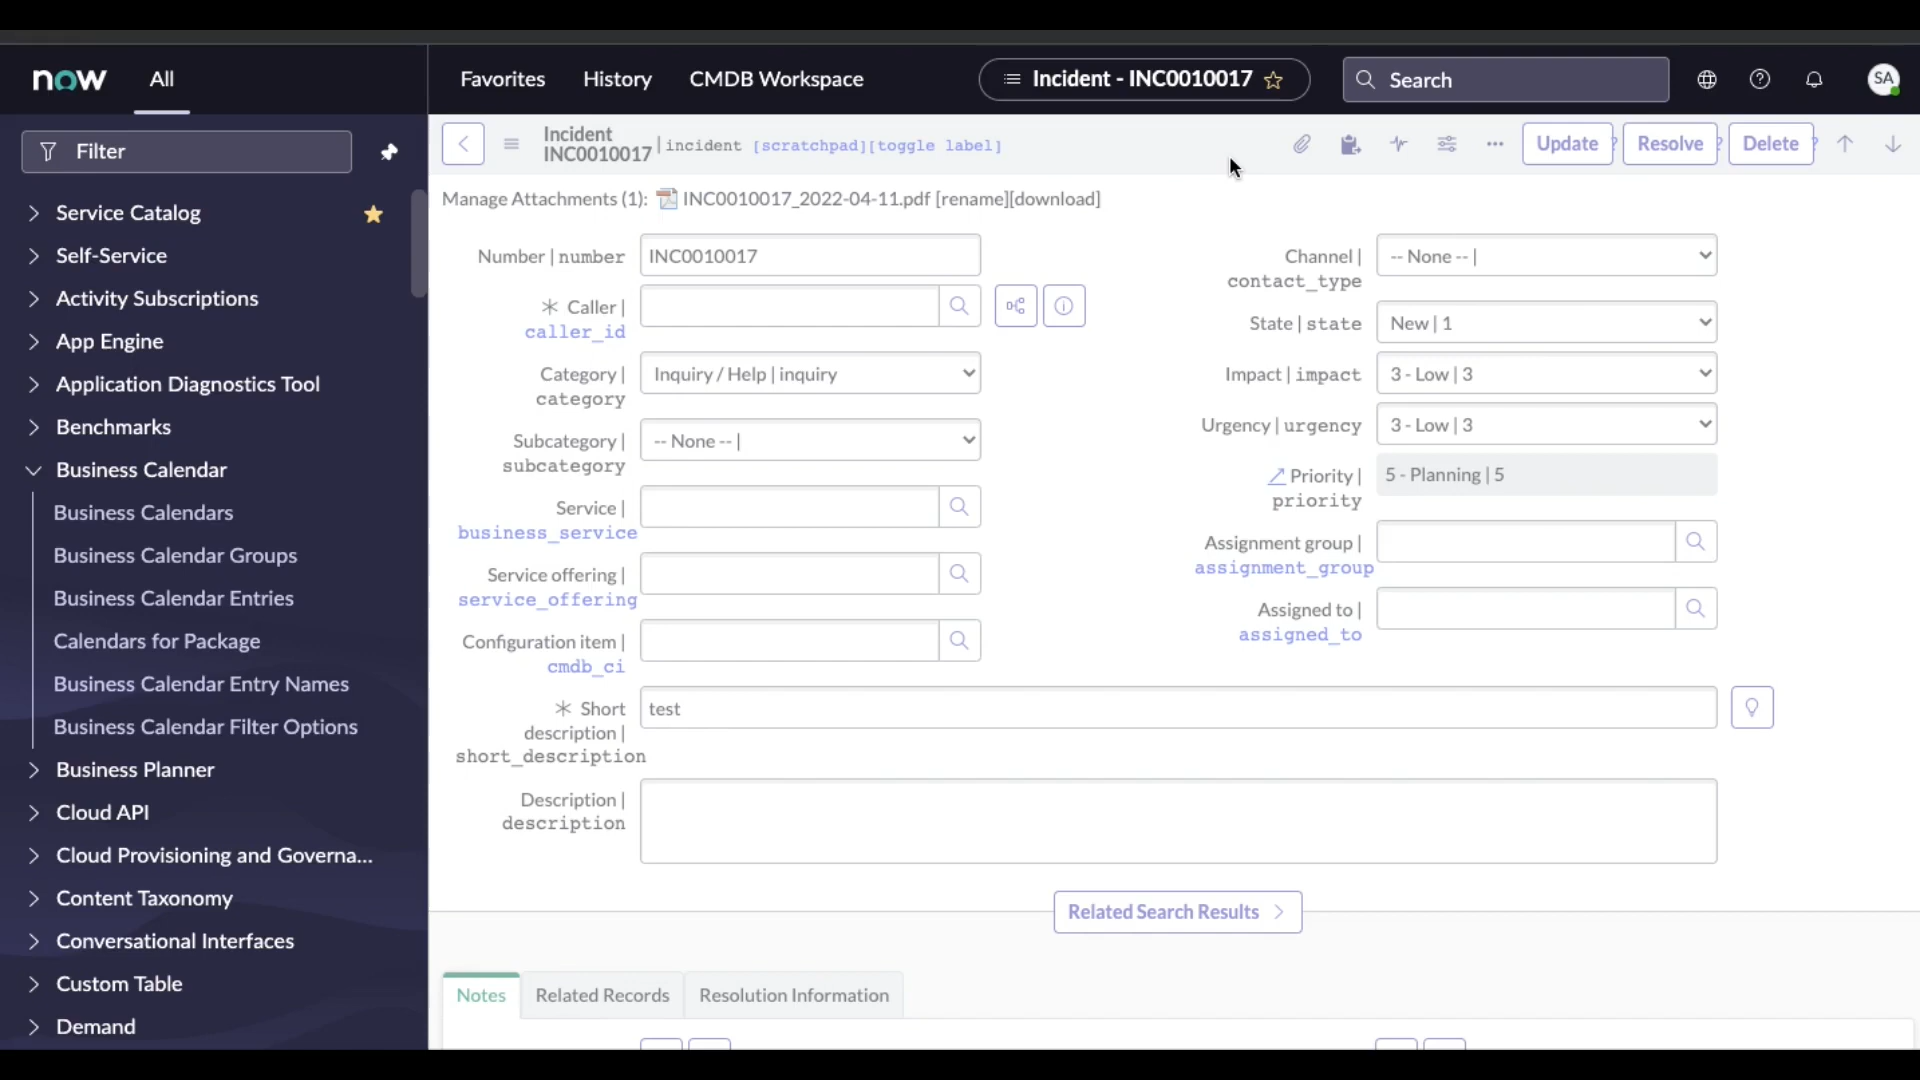 now
All
Favorites
History
CMDB Workspace
Incident - INC0010017
Search
SA
Filter
Service Catalog
Self-Service
Activity Subscriptions
App Engine
Application Diagnostics Tool
Benchmarks
Business Calendar
Business Calendars
Business Calendar Groups
Business Calendar Entries
Calendars for Package
Business Calendar Entry Names
Business Calendar Filter Options
Business Planner
Cloud API
Cloud Provisioning and Governa...
Content Taxonomy
Conversational Interfaces
Custom Table
Demand
Incident
INC0010017 | incident [scratchpad][toggle label]
Update
Resolve
Delete
Manage Attachments (1): INC0010017_2022-04-11.pdf [rename][download]
Number | number
INC0010017
* Caller |
caller_id
Category |
category
Inquiry / Help | inquiry
Subcategory |
subcategory
-- None -- |
Service |
business_service
Service offering |
service_offering
Configuration item |
cmdb_ci
Channel |
contact_type
-- None -- |
State | state
New | 1
Impact | impact
3 - Low | 3
Urgency | urgency
3 - Low | 3
Priority |
priority
5 - Planning | 5
Assignment group |
assignment_group
Assigned to |
assigned_to
* Short
description |
short_description
test
Description |
description
Related Search Results
Notes
Related Records
Resolution Information